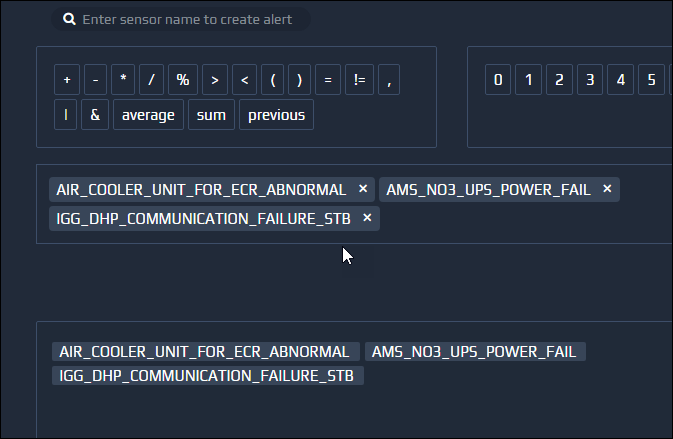 Enter sensor name to create alert
+ - * / % > < ( ) = != , 0 1 2 3 4 5
| & average sum previous
AIR_COOLER_UNIT_FOR_ECR_ABNORMAL × AMS_NO3_UPS_POWER_FAIL ×
IGG_DHP_COMMUNICATION_FAILURE_STB ×
AIR_COOLER_UNIT_FOR_ECR_ABNORMAL AMS_NO3_UPS_POWER_FAIL
IGG_DHP_COMMUNICATION_FAILURE_STB